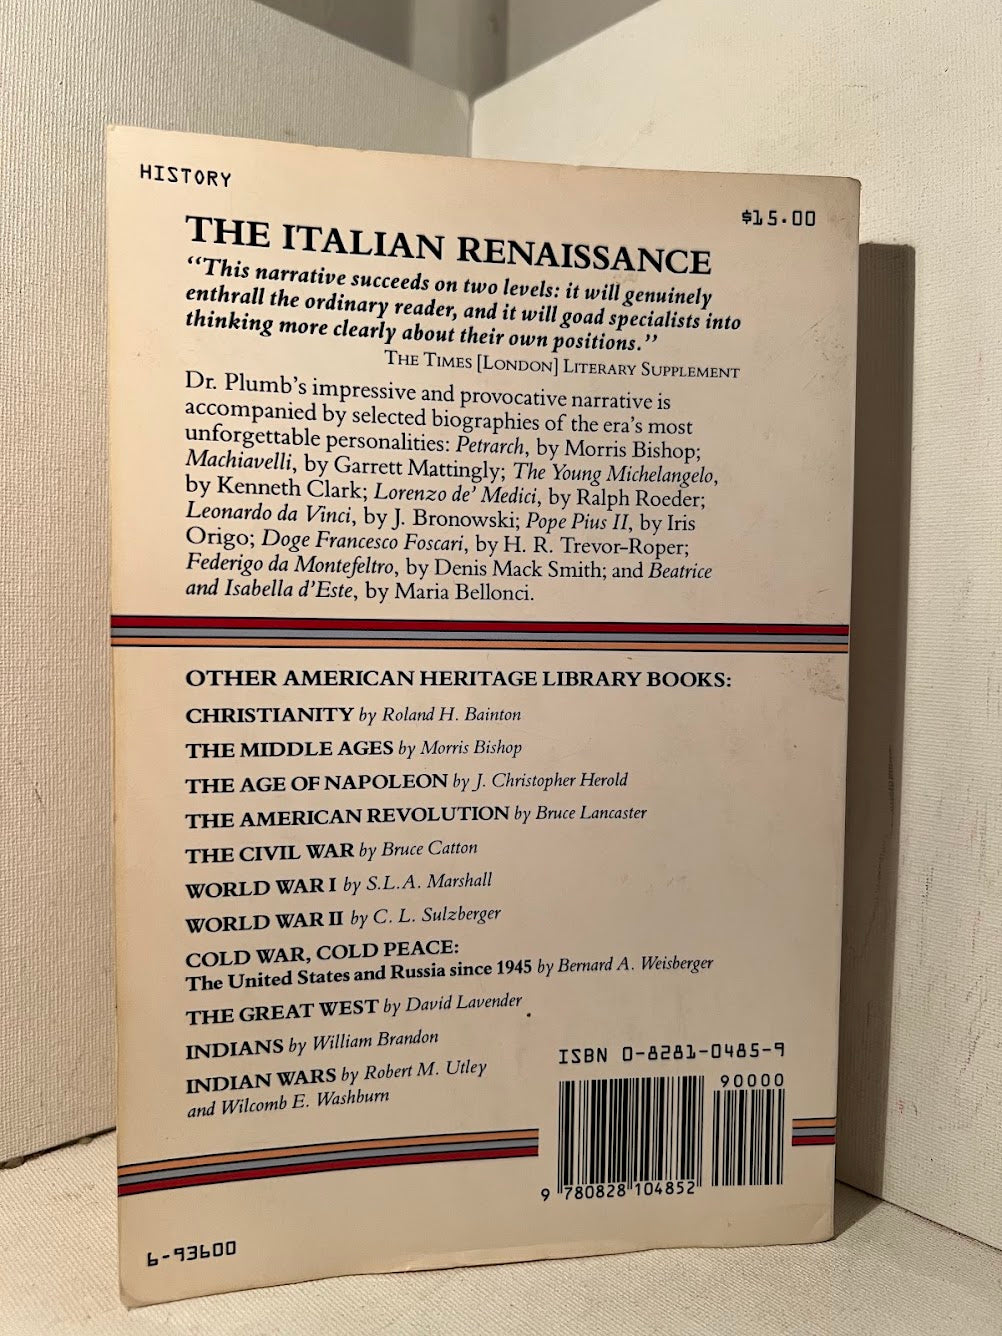 HISTORY
$15.00
THE ITALIAN RENAISSANCE
“This narrative succeeds on two levels: it will genuinely
enthrall the ordinary reader, and it will goad specialists into
thinking more clearly about their own positions.”
THE TIMES [LONDON] LITERARY SUPPLEMENT
Dr. Plumb’s impressive and provocative narrative is
accompanied by selected biographies of the era’s most
unforgettable personalities: Petrarch, by Morris Bishop;
Machiavelli, by Garrett Mattingly; The Young Michelangelo,
by Kenneth Clark; Lorenzo de’ Medici, by Ralph Roeder;
Leonardo da Vinci, by J. Bronowski; Pope Pius II, by Iris
Origo; Doge Francesco Foscari, by H. R. Trevor-Roper;
Federigo da Montefeltro, by Denis Mack Smith; and Beatrice
and Isabella d’Este, by Maria Bellonci.
OTHER AMERICAN HERITAGE LIBRARY BOOKS:
CHRISTIANITY by Roland H. Bainton
THE MIDDLE AGES by Morris Bishop
THE AGE OF NAPOLEON by J. Christopher Herold
THE AMERICAN REVOLUTION by Bruce Lancaster
THE CIVIL WAR by Bruce Catton
WORLD WAR I by S.L.A. Marshall
WORLD WAR II by C. L. Sulzberger
COLD WAR, COLD PEACE:
The United States and Russia since 1945 by Bernard A. Weisberger
THE GREAT WEST by David Lavender
INDIANS by William Brandon
INDIAN WARS by Robert M. Utley
and Wilcomb E. Washburn
ISBN 0-8281-0485-9
90000
9 780828 104852
6-93600